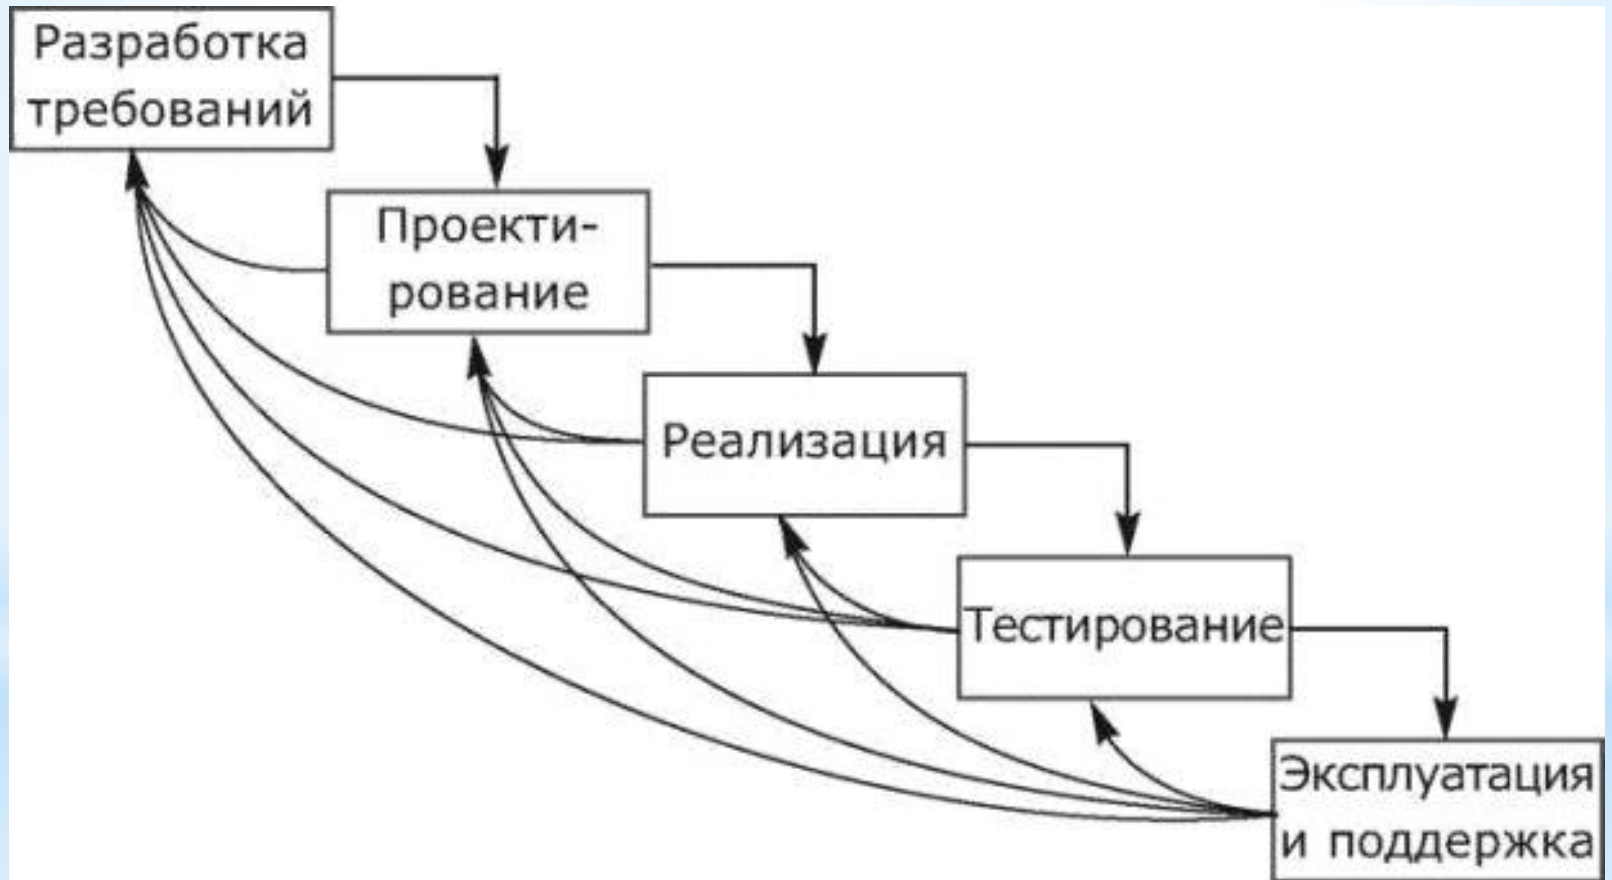 Разработка
требований
Проекти-
рование
Реализация
Тестирование
Эксплуатация
и поддержка